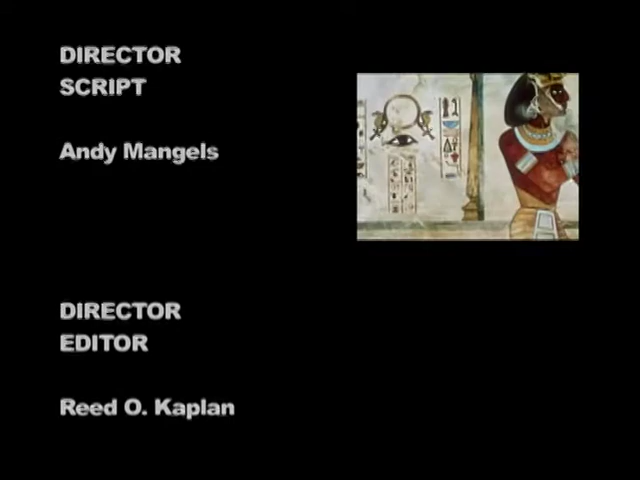 DIRECTOR
SCRIPT
Andy Mangels
DIRECTOR
EDITOR
Reed O. Kaplan